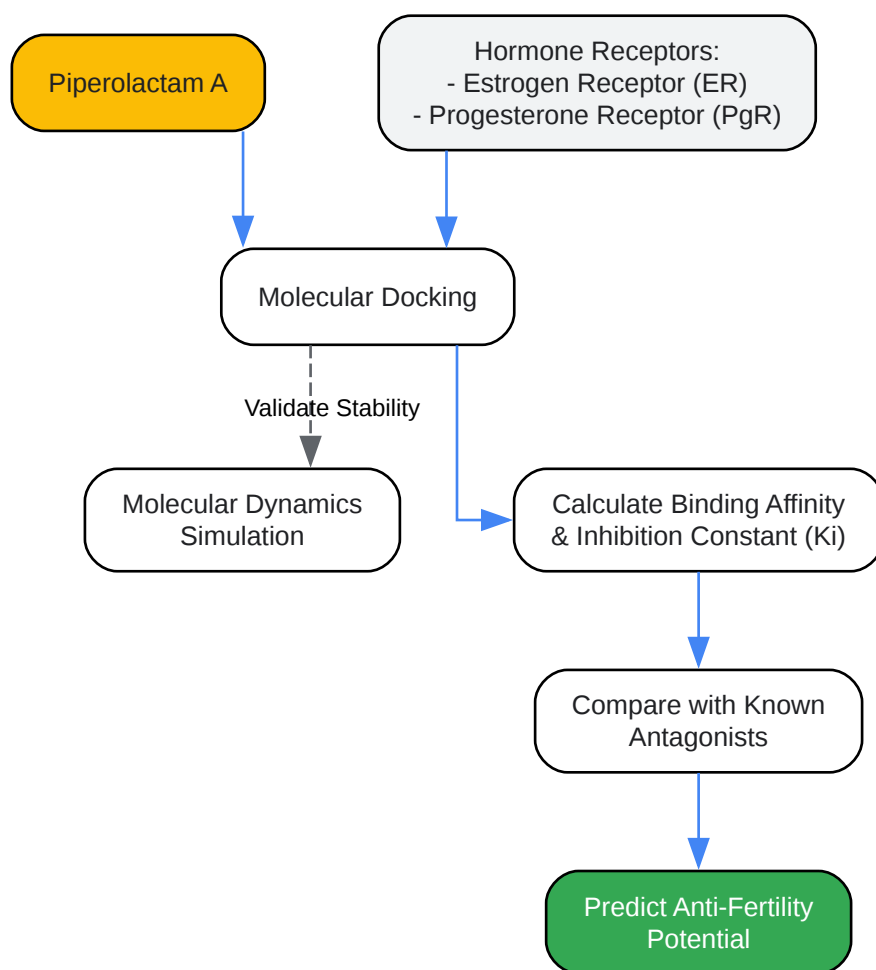 Piperolactam A
Hormone Receptors:
- Estrogen Receptor (ER)
- Progesterone Receptor (PgR)
Molecular Docking
Validate Stability
Molecular Dynamics
Simulation
Calculate Binding Affinity
& Inhibition Constant (Ki)
Compare with Known
Antagonists
Predict Anti-Fertility
Potential